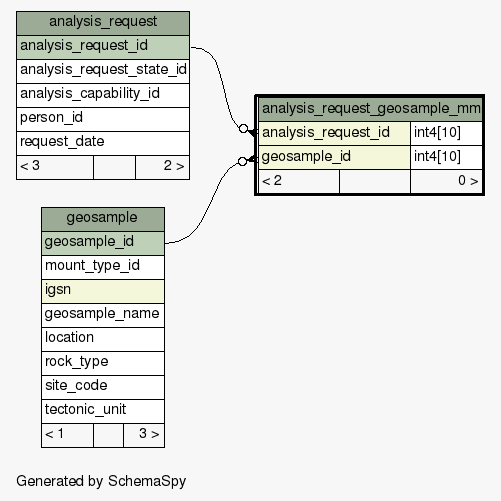 analysis_request
analysis_request_id
analysis_request_state_id
analysis_capability_id
person_id
request_date
< 3 2 >
analysis_request_geosample_mm
analysis_request_id int4[10]
geosample_id int4[10]
< 2 0 >
geosample
geosample_id
mount_type_id
igsn
geosample_name
location
rock_type
site_code
tectonic_unit
< 1 3 >
Generated by SchemaSpy